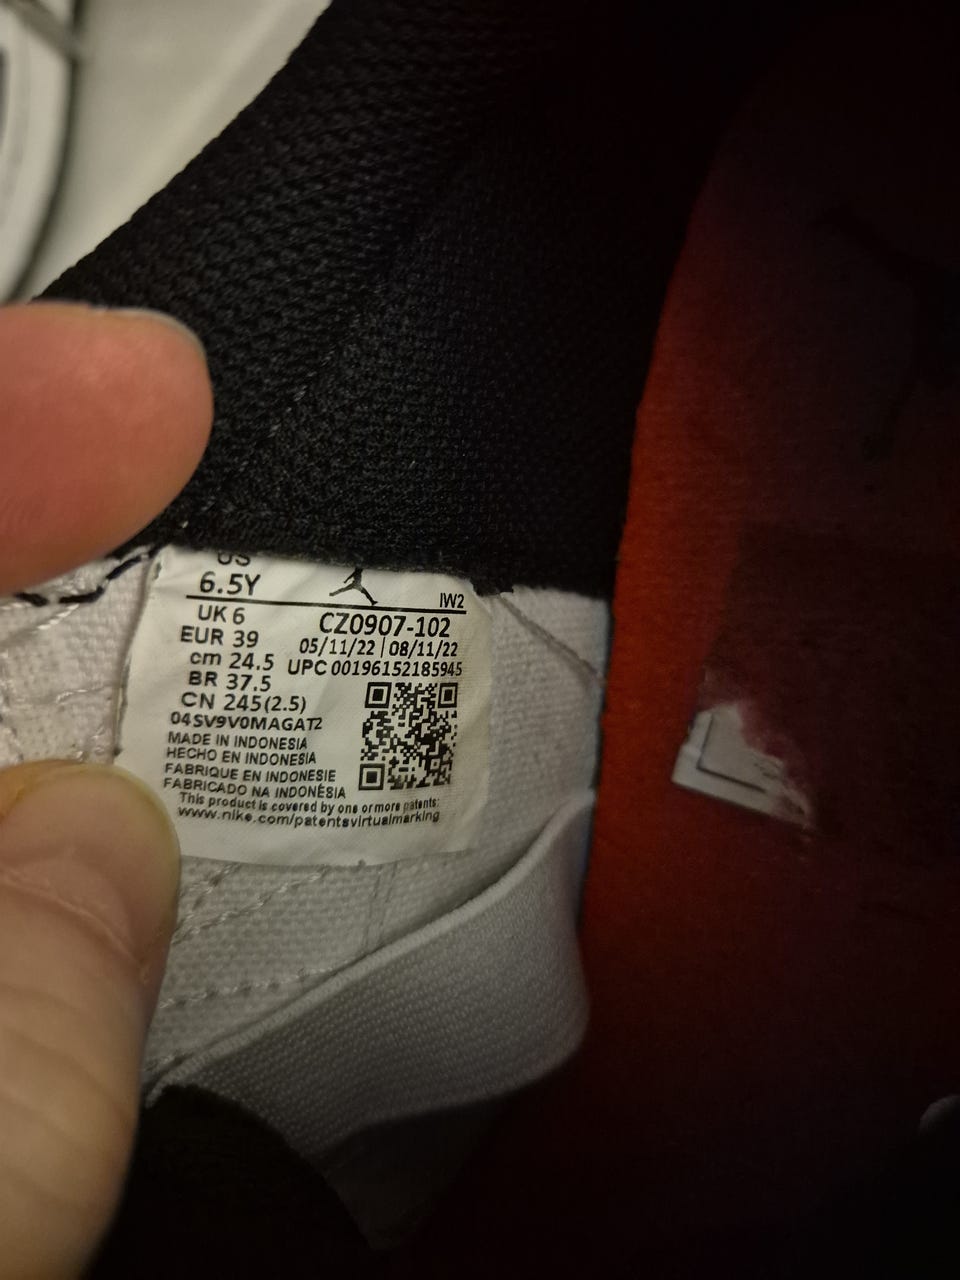 US
6.5Y
IW2
UK 6
EUR 39
cm 24.5
BR 37.5
CN 245(2.5)
04SV9V0MAGAT2
CZ0907-102
05/11/22 | 08/11/22
UPC 00196152185945
MADE IN INDONESIA
HECHO EN INDONESIA
FABRIQUE EN INDONESIE
FABRICADO NA INDONÉSIA
This product is covered by one or more patents:
www.nike.com/patentsvirtualmarking